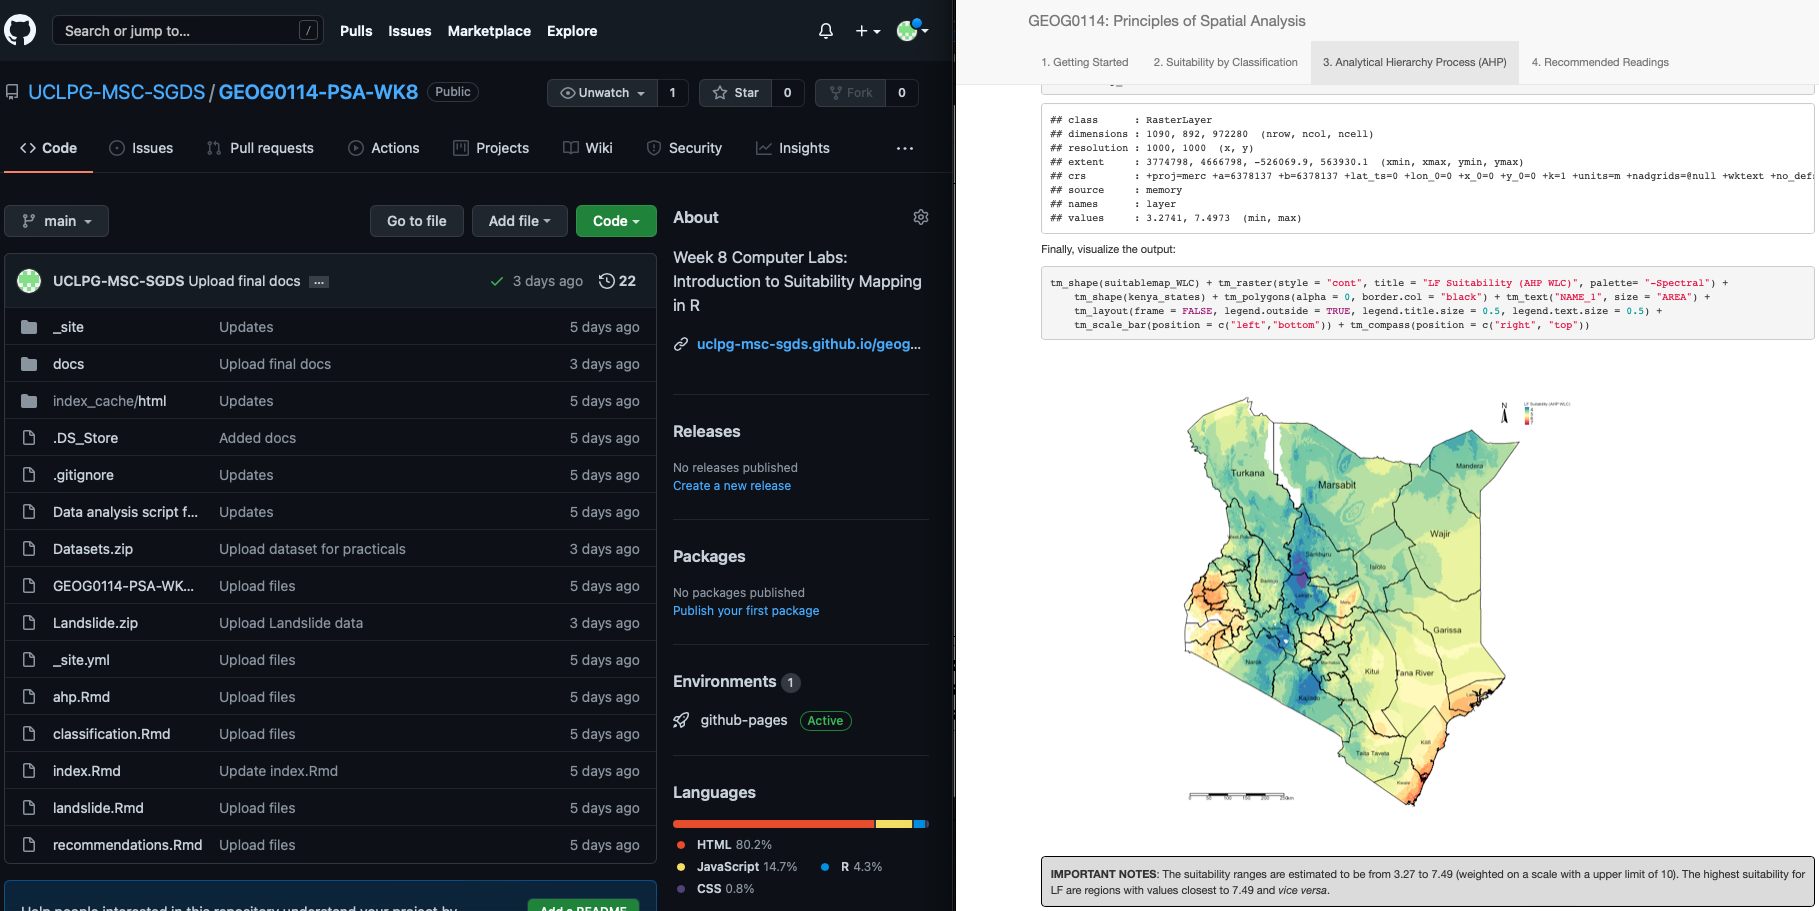 Search or jump to...
/
Pulls
Issues
Marketplace
Explore
UCLPG-MSC-SGDS / GEOG0114-PSA-WK8
Public
Unwatch
1
Star
0
Fork
0
Code
Issues
Pull requests
Actions
Projects
Wiki
Security
Insights
main
Go to file
Add file
Code
UCLPG-MSC-SGDS Upload final docs
3 days ago
22
_site Updates 5 days ago
docs Upload final docs 3 days ago
index_cache/html Updates 5 days ago
.DS_Store Added docs 5 days ago
.gitignore Updates 5 days ago
Data analysis script f... Updates 5 days ago
Datasets.zip Upload dataset for practicals 3 days ago
GEOG0114-PSA-WK... Upload files 5 days ago
Landslide.zip Upload Landslide data 3 days ago
_site.yml Upload files 5 days ago
ahp.Rmd Upload files 5 days ago
classification.Rmd Upload files 5 days ago
index.Rmd Update index.Rmd 5 days ago
landslide.Rmd Upload files 5 days ago
recommendations.Rmd Upload files 5 days ago
About
Week 8 Computer Labs:
Introduction to Suitability Mapping
in R
uclpg-msc-sgds.github.io/geog...
Releases
No releases published
Create a new release
Packages
No packages published
Publish your first package
Environments 1
github-pages Active
Languages
HTML 80.2%
JavaScript 14.7%
R 4.3%
CSS 0.8%
GEOG0114: Principles of Spatial Analysis
1. Getting Started
2. Suitability by Classification
3. Analytical Hierarchy Process (AHP)
4. Recommended Readings
## class : RasterLayer
## dimensions : 1090, 892, 972280 (nrow, ncol, ncell)
## resolution : 1000, 1000 (x, y)
## extent : 3774798, 4666798, -526069.9, 563930.1 (xmin, xmax, ymin, ymax)
## crs : +proj=merc +a=6378137 +b=6378137 +lat_ts=0 +lon_0=0 +x_0=0 +y_0=0 +k=1 +units=m +nadgrids=@null +wktext +no_defs
## source : memory
## names : layer
## values : 3.2741, 7.4973 (min, max)
Finally, visualize the output:
tm_shape(suitablemap_WLC) + tm_raster(style = "cont", title = "LF Suitability (AHP WLC)", palette= "-Spectral") +
tm_shape(kenya_states) + tm_polygons(alpha = 0, border.col = "black") + tm_text("NAME_1", size = "AREA") +
tm_layout(frame = FALSE, legend.outside = TRUE, legend.title.size = 0.5, legend.text.size = 0.5) +
tm_scale_bar(position = c("left","bottom")) + tm_compass(position = c("right", "top"))
N
LF Suitability (AHP WLC)
Turkana
Marsabit
Mandera
Wajir
Samburu
Isiolo
Garissa
Kitui
Tana River
Narok
Kajiado
Taita Taveta
Kilifi
Kwale
IMPORTANT NOTES: The suitability ranges are estimated to be from 3.27 to 7.49 (weighted on a scale with a upper limit of 10). The highest suitability for
LF are regions with values closest to 7.49 and vice versa.